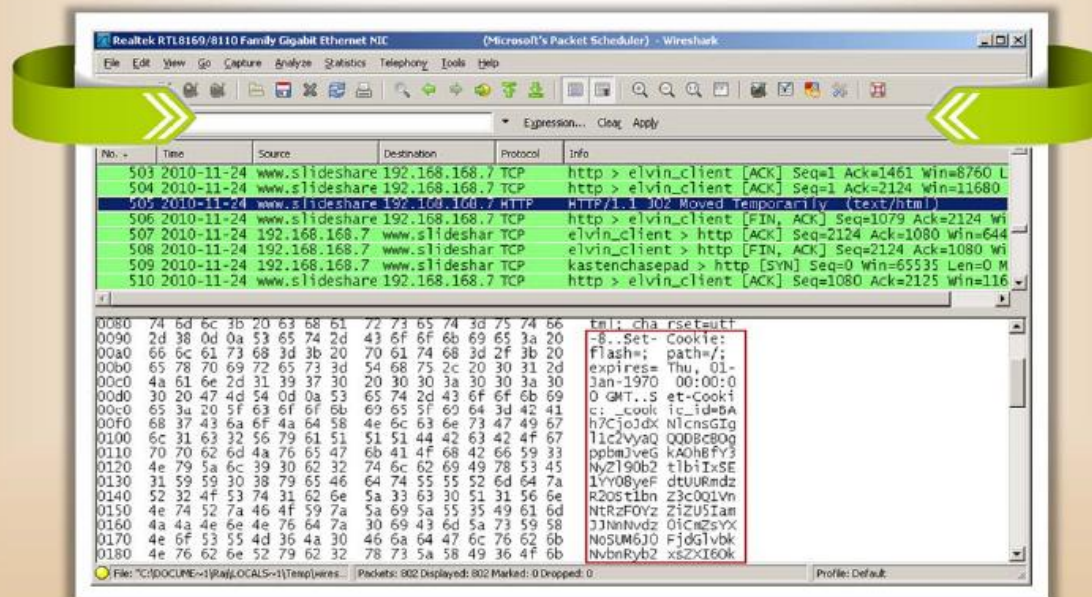 Realtek RTL8169/8110 Family Gigabit Ethernet NIC (Microsoft's Packet Scheduler) - Wireshark
File Edit View Go Capture Analyze Statistics Telephony Tools Help
Expression... Clear Apply
No. Time Source Destination Protocol Info
503 2010-11-24 www.slideshare 192.168.168.7 TCP http > elvin_client [ACK] Seq=1 Ack=1461 Win=8760 L
504 2010-11-24 www.slideshare 192.168.168.7 TCP http > elvin_client [ACK] Seq=1 Ack=2124 Win=11680
505 2010-11-24 www.slideshare 192.168.168.7 HTTP HTTP/1.1 302 Moved Temporarily (text/html)
506 2010-11-24 www.slideshare 192.168.168.7 TCP http > elvin_client [FIN, ACK] Seq=1079 Ack=2124 Wi
507 2010-11-24 192.168.168.7 www.slideshar TCP elvin_client > http [ACK] Seq=2124 Ack=1080 Win=644
508 2010-11-24 192.168.168.7 www.slideshar TCP elvin_client > http [FIN, ACK] Seq=2124 Ack=1080 Wi
509 2010-11-24 192.168.168.7 www.slideshar TCP kastenchasepad > http [SYN] Seq=0 Win=65535 Len=0 M
510 2010-11-24 www.slideshare 192.168.168.7 TCP http > elvin_client [ACK] Seq=1080 Ack=2125 Win=116
0080 74 6d 6c 3b 20 63 68 61 72 73 65 74 3d 75 74 66 tml; cha rset=utf
0090 2d 38 0d 0a 53 65 74 2d 43 6f 6f 6b 69 65 3a 20 -8..Set- Cookie:
00a0 66 6c 61 73 68 3d 3b 20 70 61 74 68 3d 2f 3b 20 flash=; path=/;
00b0 65 78 70 69 72 65 73 3d 54 68 75 2c 20 30 31 2d expires= Thu, 01-
00c0 4a 61 6e 2d 31 39 37 30 20 30 30 3a 30 30 3a 30 Jan-1970 00:00:0
00d0 30 20 47 4d 54 0d 0a 53 65 74 2d 43 6f 6f 6b 69 0 GMT..S et-Cooki
65 3a 20 5f 63 6f 6f 6b 69 65 5f 69 64 3d 42 41
00f0 68 37 43 6a 6f 4a 64 58 4e 6c 63 6e 73 47 49 67 h7CjoJdX NlcnsGIg
0100 6c 31 63 32 56 79 61 51 51 51 44 42 63 42 4f 67 l1c2VyaQ QQDBcBOg
0110 70 70 62 6d 4a 76 65 47 6b 41 4f 68 42 66 59 33 ppbmJveG kAOhBfY3
0120 4e 79 5a 6c 39 30 62 32 74 6c 62 69 49 78 53 45 NyZl90b2 tlbiIxSE
0130 31 59 59 30 38 79 65 46 64 74 55 55 52 6d 64 7a 1YY08yeF dtUURmdz
0140 52 32 4f 53 74 31 62 6e 5a 33 63 30 51 31 56 6e R2OSt1bn Z3c0Q1Vn
0150 4e 74 52 7a 46 4f 59 7a 5a 69 5a 55 35 49 61 6d NtRzFOYz ZiZU5Iam
0160 4a 4a 4e 6e 4e 76 64 7a 30 69 43 6d 5a 73 59 58 JJNnNvdz 0iCmZsYX
0170 4e 6f 53 55 4d 36 4a 30 46 6a 64 47 6c 76 62 6b NoSUM6J0 FjdGlvbk
0180 4e 76 62 6e 52 79 62 32 78 73 5a 58 49 36 4f 6b NvbnRyb2 xsZXI6Ok
File: "C:\DOCUME~1\Raj\LOCALS~1\Temp\wires... Packets: 802 Displayed: 802 Marked: 0 Dropped: 0 Profile: Default